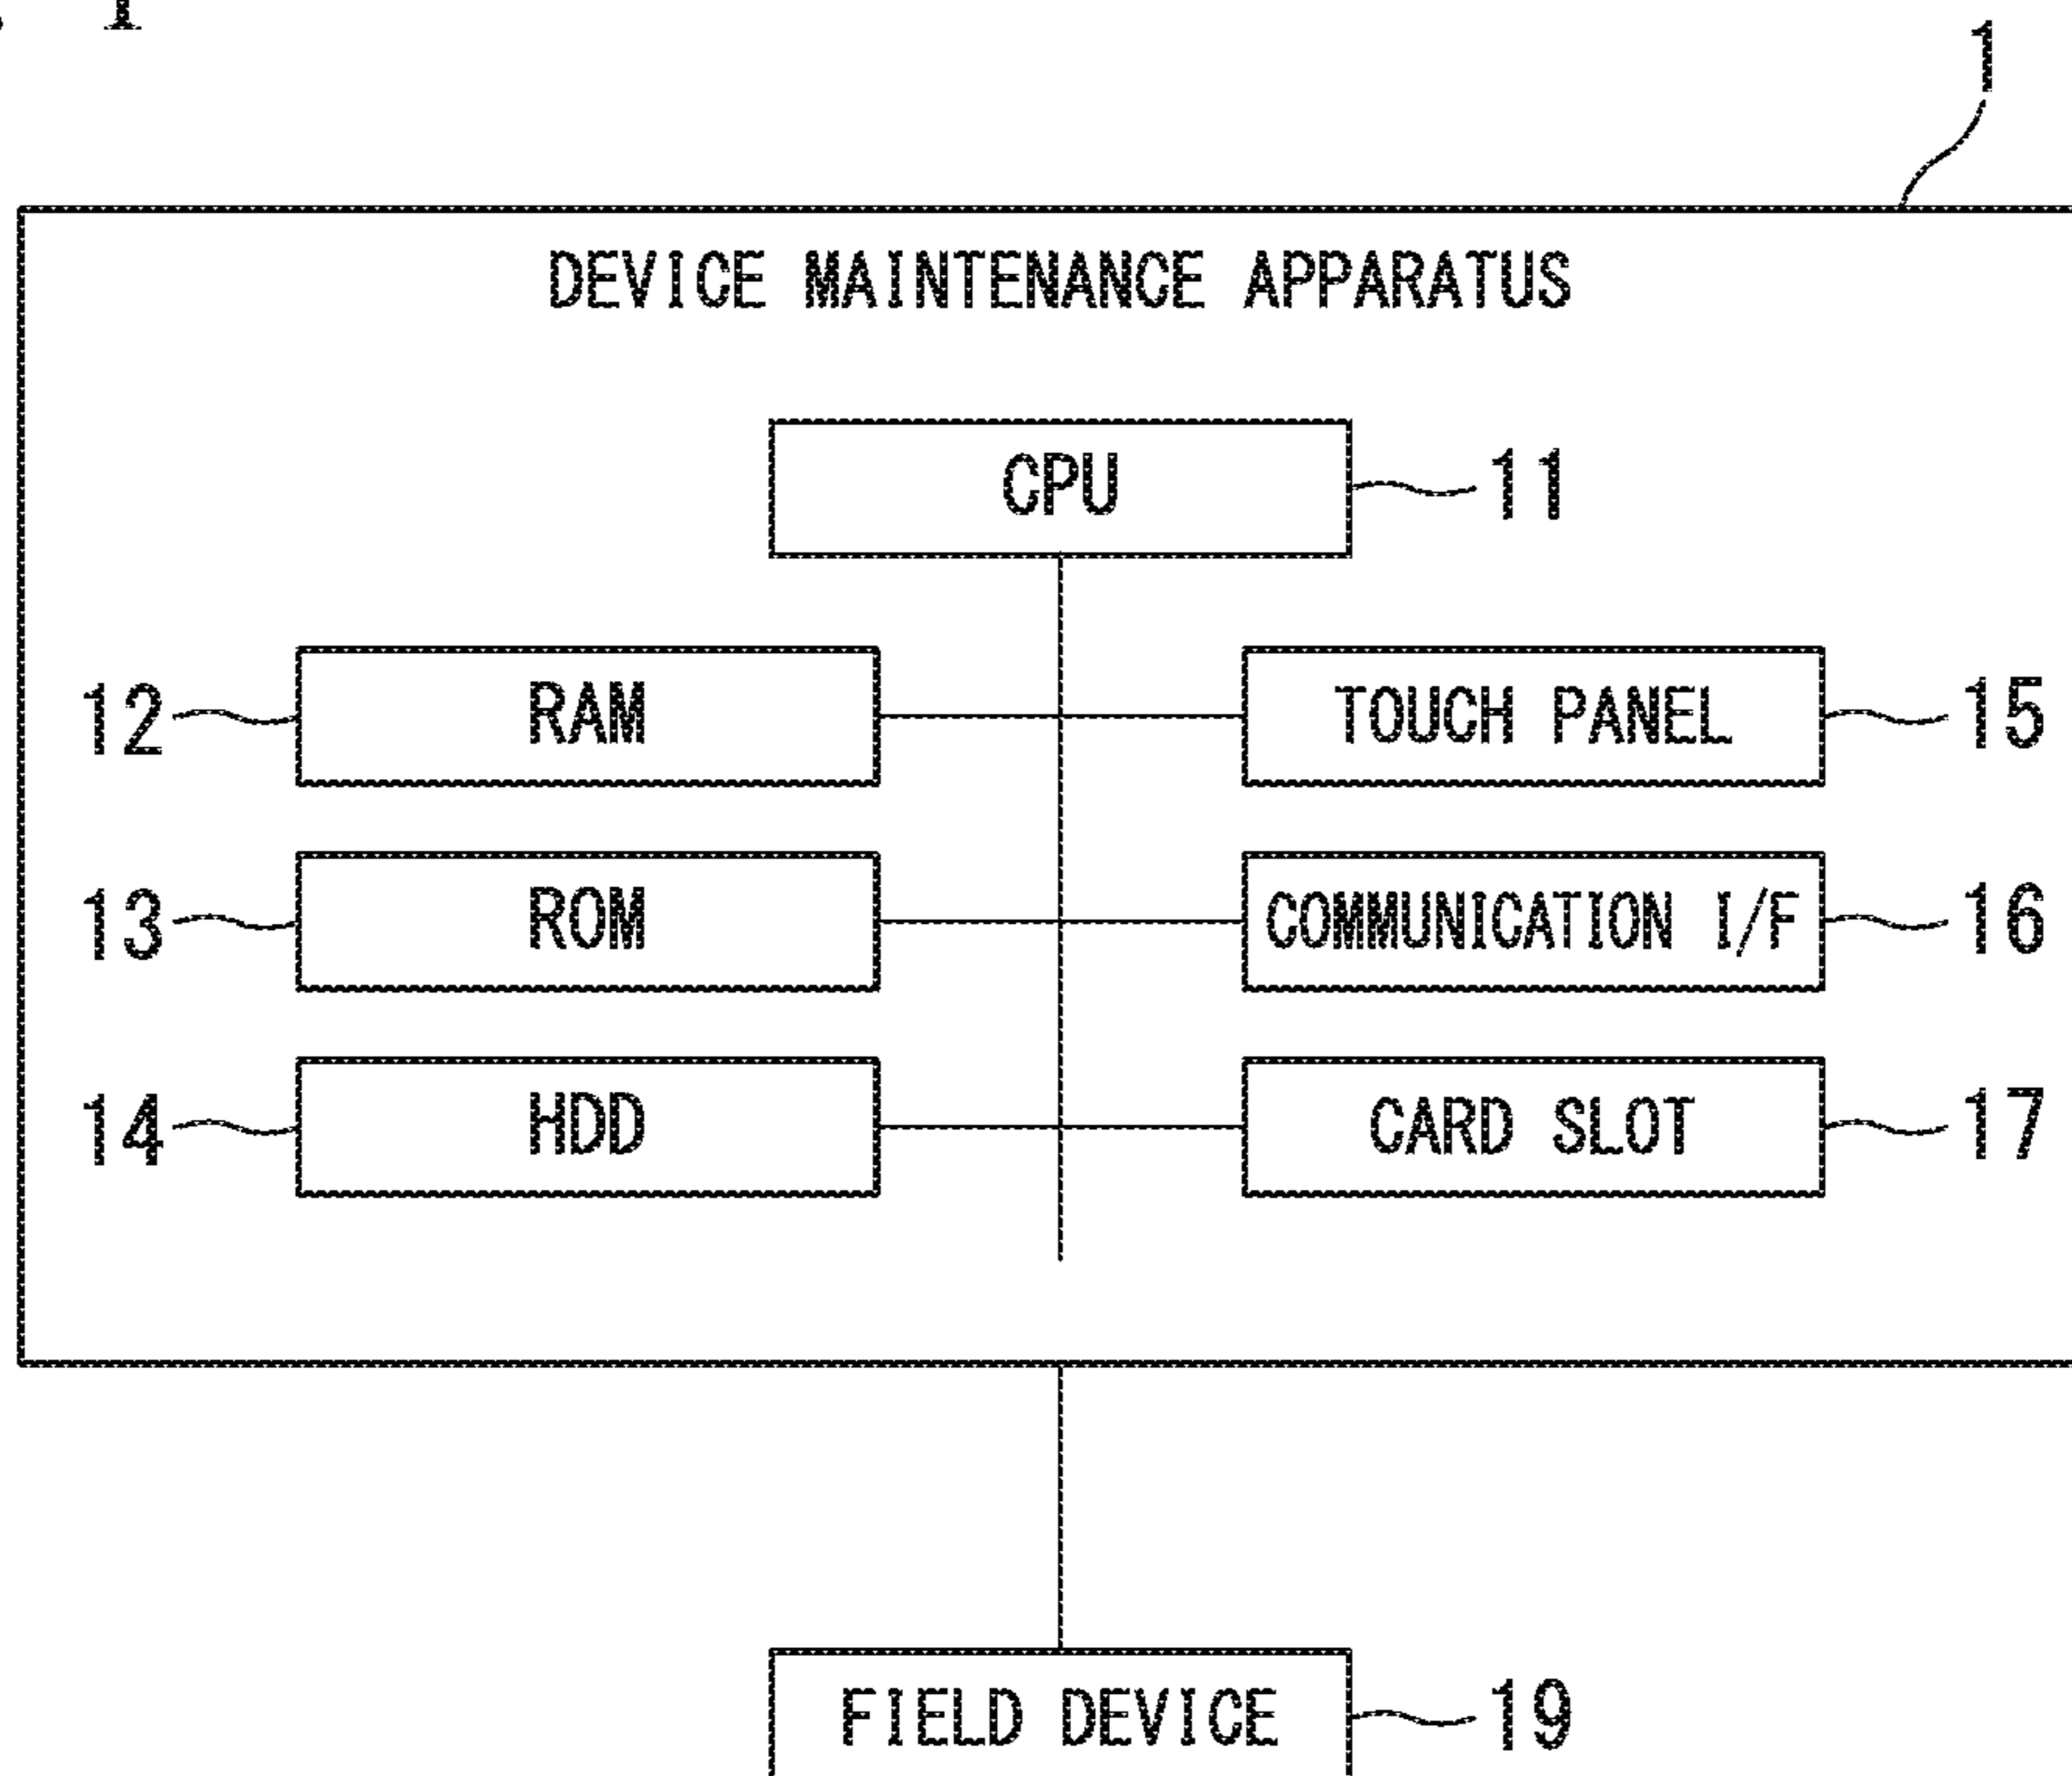 1
1
DEVICE MAINTENANCE APPARATUS
CPU 11
12 RAM TOUCH PANEL 15
13 ROM COMMUNICATION I/F 16
14 HDD CARD SLOT 17
FIELD DEVICE 19